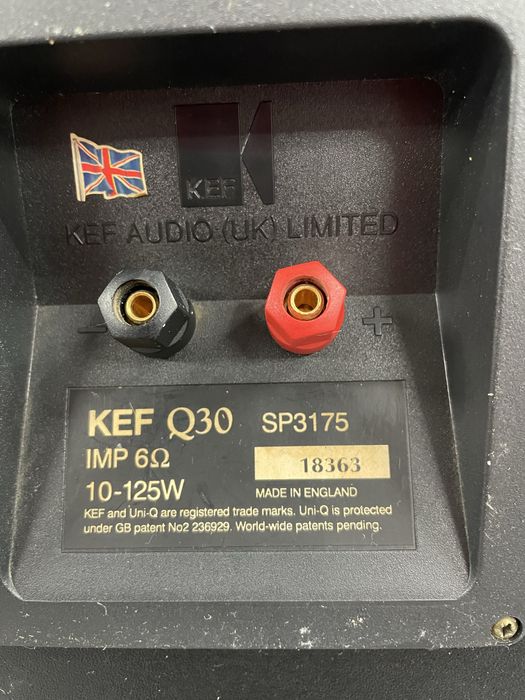 KEF
KEF AUDIO (UK) LIMITED
- +
KEF Q30 SP3175
IMP 6Ω 18363
10-125W MADE IN ENGLAND
KEF and Uni-Q are registered trade marks. Uni-Q is protected
under GB patent No2 236929. World-wide patents pending.